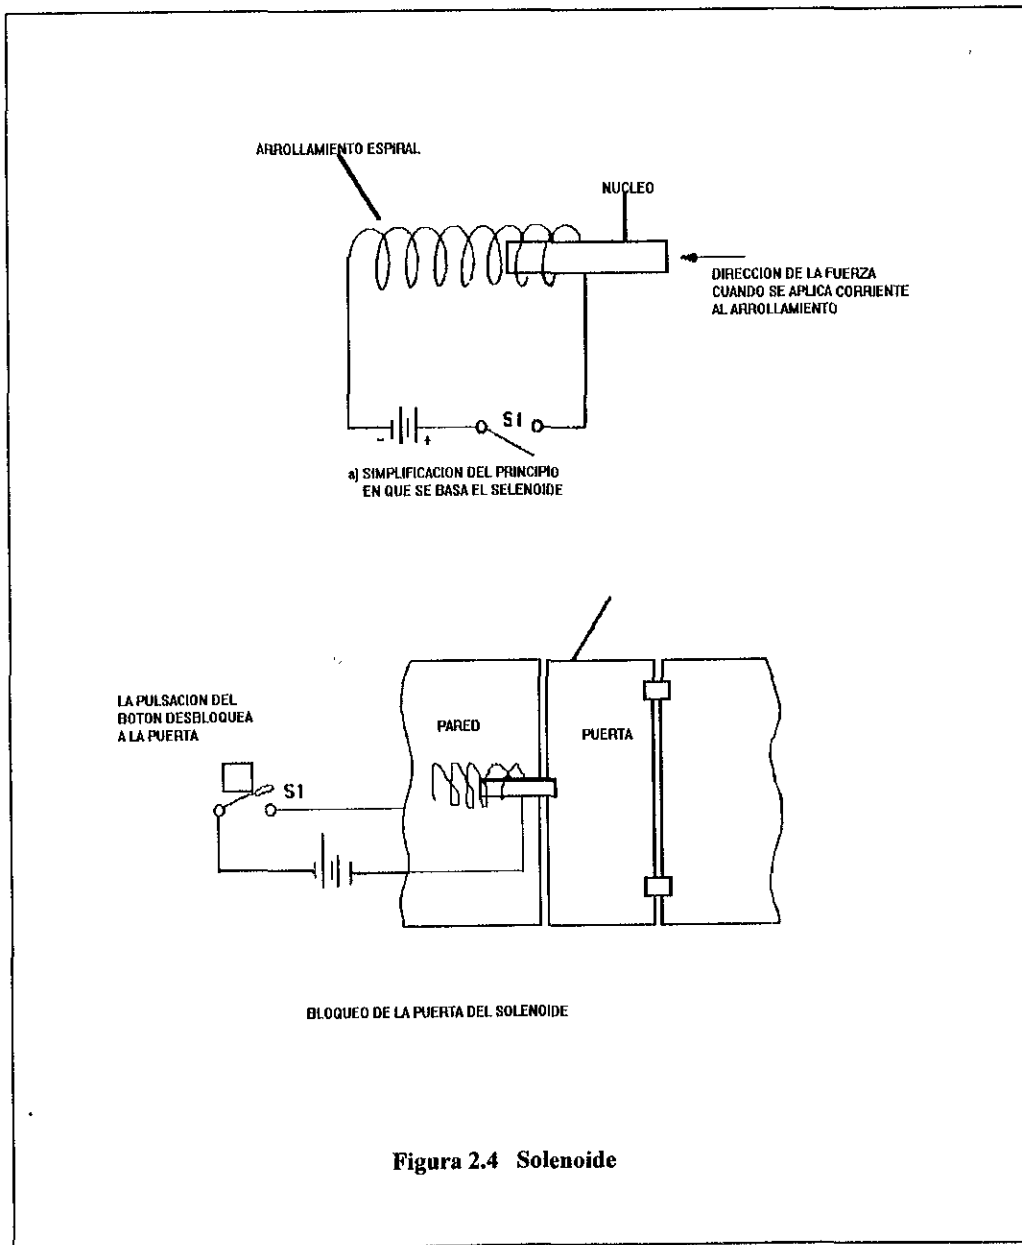 ARROLLAMIENTO ESPIRAL
NUCLEO
DIRECCION DE LA FUERZA
CUANDO SE APLICA CORRIENTE
AL ARROLLAMIENTO
S1
- +
a) SIMPLIFICACION DEL PRINCIPIO
EN QUE SE BASA EL SELENOIDE
LA PULSACION DEL
BOTON DESBLOQUEA
A LA PUERTA
PARED
PUERTA
S1
BLOQUEO DE LA PUERTA DEL SOLENOIDE
Figura 2.4 Solenoide